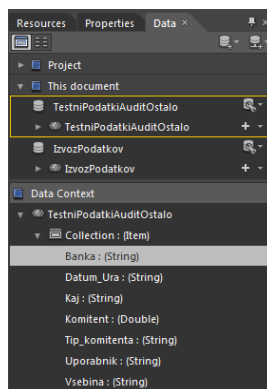 Resources Properties Data ×
Project
This document
TestniPodatkiAuditOstalo
TestniPodatkiAuditOstalo
IzvozPodatkov
IzvozPodatkov
Data Context
TestniPodatkiAuditOstalo
Collection : (Item)
Banka : (String)
Datum_Ura : (String)
Kaj : (String)
Komitent : (Double)
Tip_komitenta : (String)
Uporabnik : (String)
Vsebina : (String)